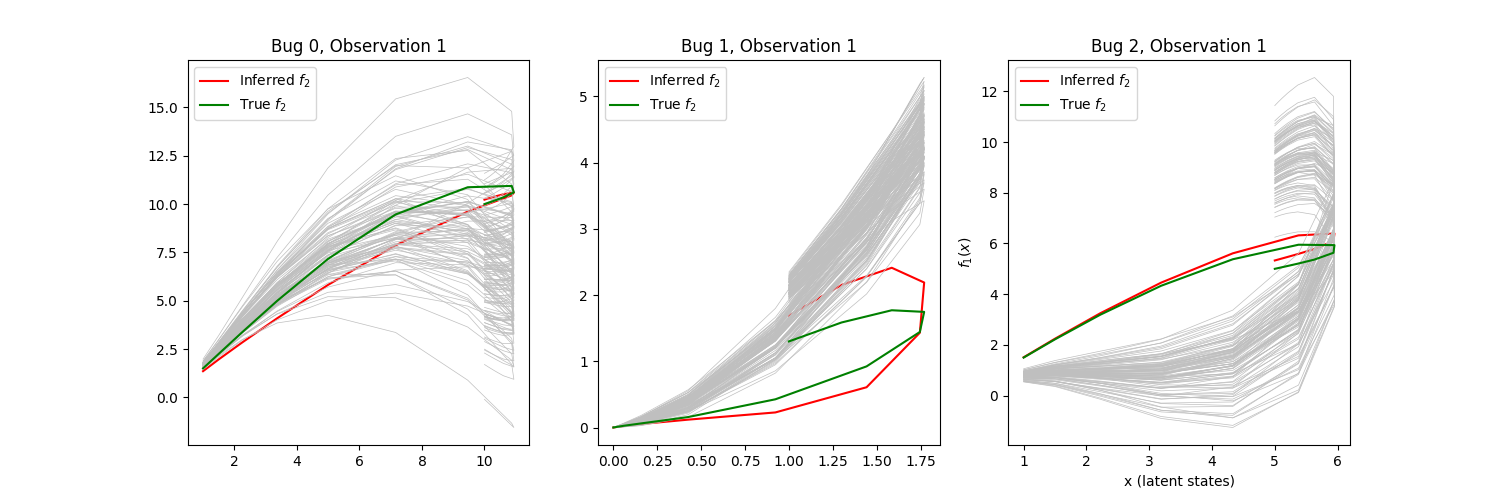 Bug 0, Observation 1
Inferred f₂
True f₂
15.0
12.5
10.0
7.5
5.0
2.5
0.0
2 4 6 8 10
Bug 1, Observation 1
Inferred f₂
True f₂
5
4
3
2
1
0
0.00 0.25 0.50 0.75 1.00 1.25 1.50 1.75
Bug 2, Observation 1
Inferred f₂
True f₂
f₁(x)
12
10
8
6
4
2
0
1 2 3 4 5 6
x (latent states)